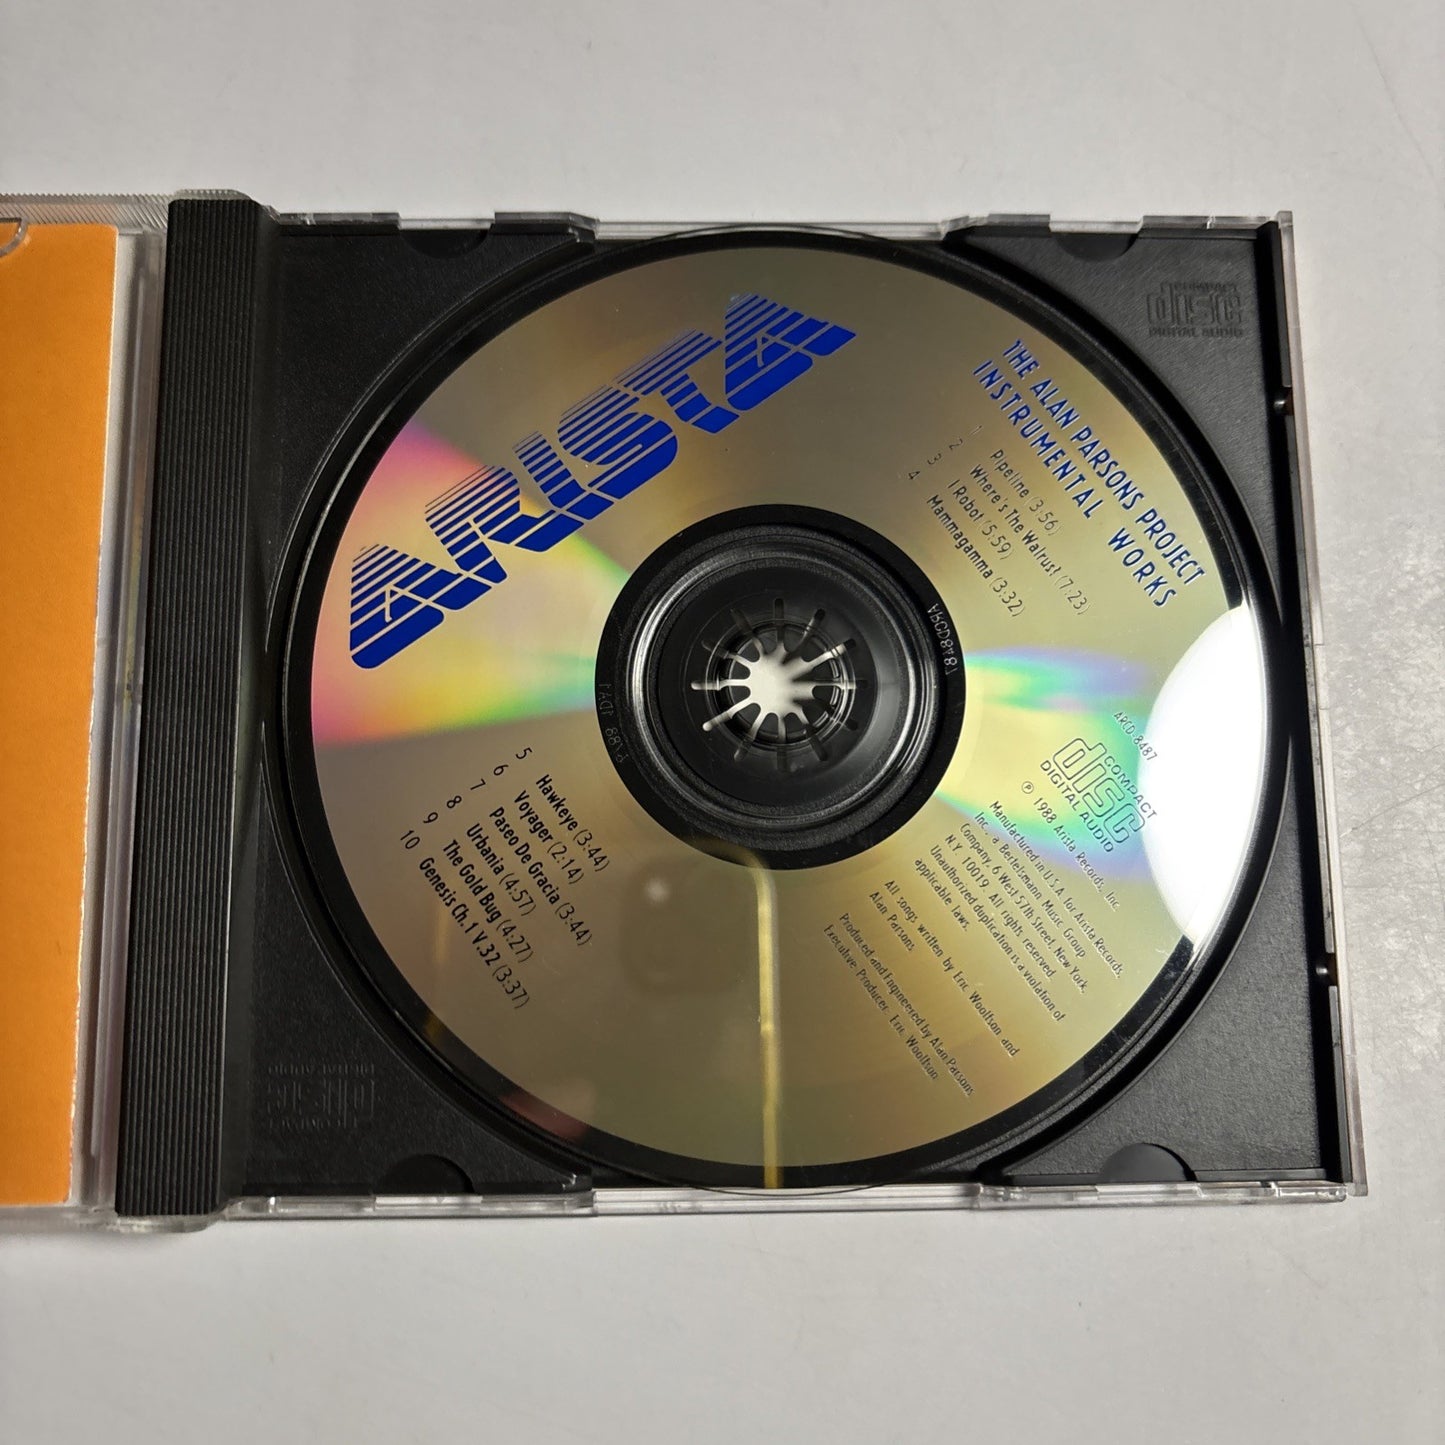 ARISTA
THE ALAN PARSONS PROJECT
INSTRUMENTAL WORKS
1 Pipeline (3:56)
2 Where's The Walrus? (7:23)
3 I Robot (5:59)
4 Mammagamma (3:32)
5 Hawkeye (3:44)
6 Voyager (2:14)
7 Paseo De Gracia (3:44)
8 Urbania (4:57)
9 The Gold Bug (4:27)
10 Genesis Ch.1 V.32 (3:37)
ARCD-8487
COMPACT
disc
DIGITAL AUDIO
℗ 1988 Arista Records, Inc.
Manufactured in U.S.A. for Arista Records,
Inc., a Bertelsmann Music Group
Company, 6 West 57th Street, New York,
N.Y. 10019. All rights reserved.
Unauthorized duplication is a violation of
applicable laws.
All songs written by Eric Woolfson and
Alan Parsons
Produced and Engineered by Alan Parsons
Executive Producer: Eric Woolfson
COMPACT
disc
DIGITAL AUDIO